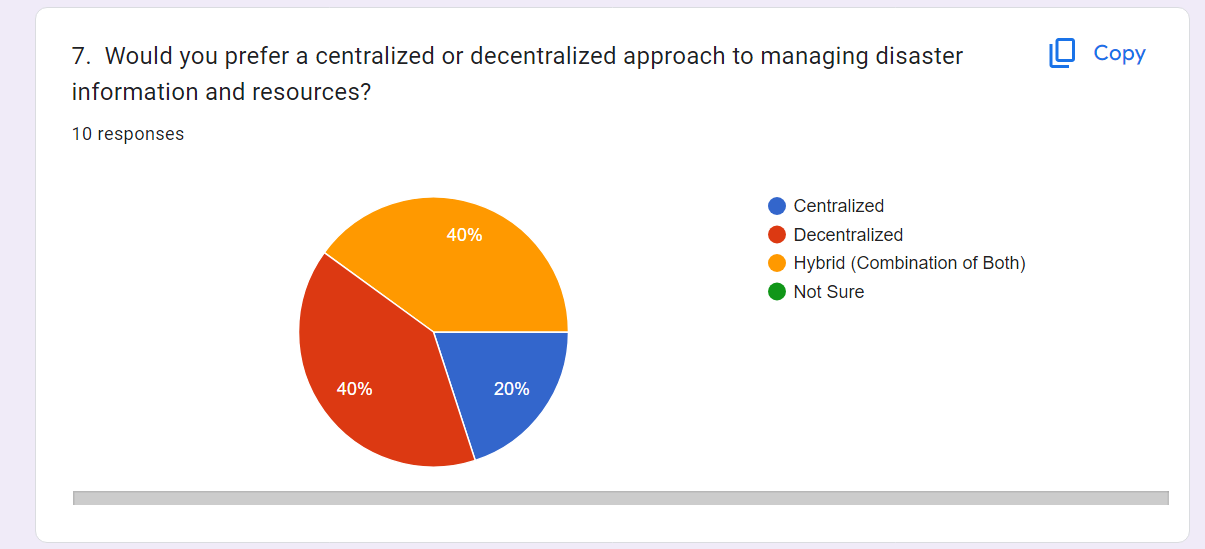 7. Would you prefer a centralized or decentralized approach to managing disaster
information and resources?
Copy
10 responses
40%
40%
20%
Centralized
Decentralized
Hybrid (Combination of Both)
Not Sure